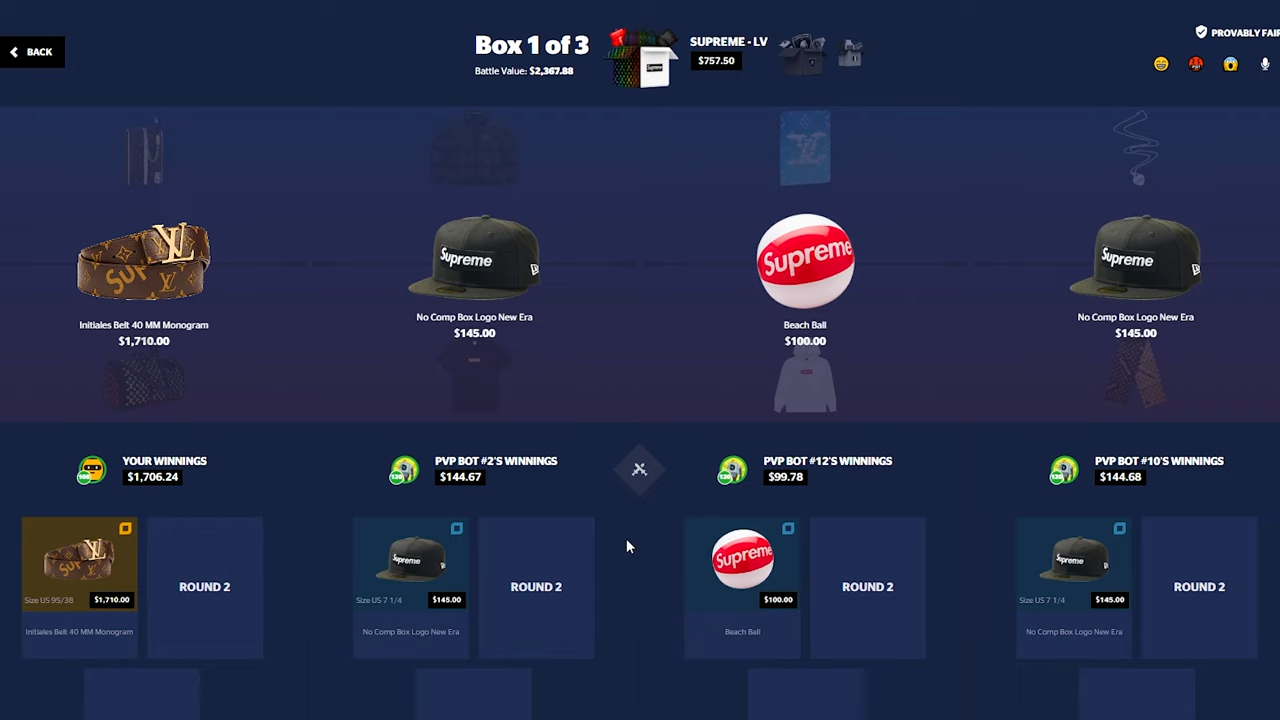 BACK
Box 1 of 3
Battle Value: $2,367.88
SUPREME - LV
$757.50
PROVABLY FAIR
Initiales Belt 40 MM Monogram
$1,710.00
No Comp Box Logo New Era
$145.00
Beach Ball
$100.00
No Comp Box Logo New Era
$145.00
YOUR WINNINGS
$1,706.24
PVP BOT #2'S WINNINGS
$144.67
PVP BOT #12'S WINNINGS
$99.78
PVP BOT #10'S WINNINGS
$144.68
Size US 95/38
$1,710.00
Initiales Belt 40 MM Monogram
ROUND 2
Size US 7 1/4
$145.00
No Comp Box Logo New Era
ROUND 2
Supreme
$100.00
Beach Ball
ROUND 2
Size US 7 1/4
$145.00
No Comp Box Logo New Era
ROUND 2